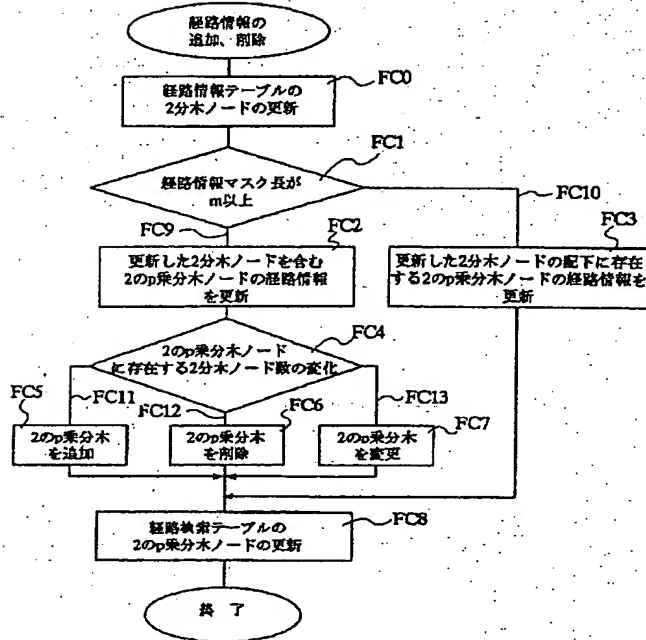 経路情報の
追加、削除
FC0
経路情報テーブルの
2分木ノードの更新
FC1
経路情報マスク長が
m以上
FC10
FC9
FC2
FC3
更新した2分木ノードを含む
2のp乗分木ノードの経路情報
を更新
更新した2分木ノードの配下に存在
する2のp乗分木ノードの経路情報を
更新
FC4
2のp乗分木ノード
に存在する2分木ノード数の変化
FC5
FC11
FC12
FC6
FC13
FC7
2のp乗分木
を追加
2のp乗分木
を削除
2のp乗分木
を変更
FC8
経路検索テーブルの
2のp乗分木ノードの更新
終了